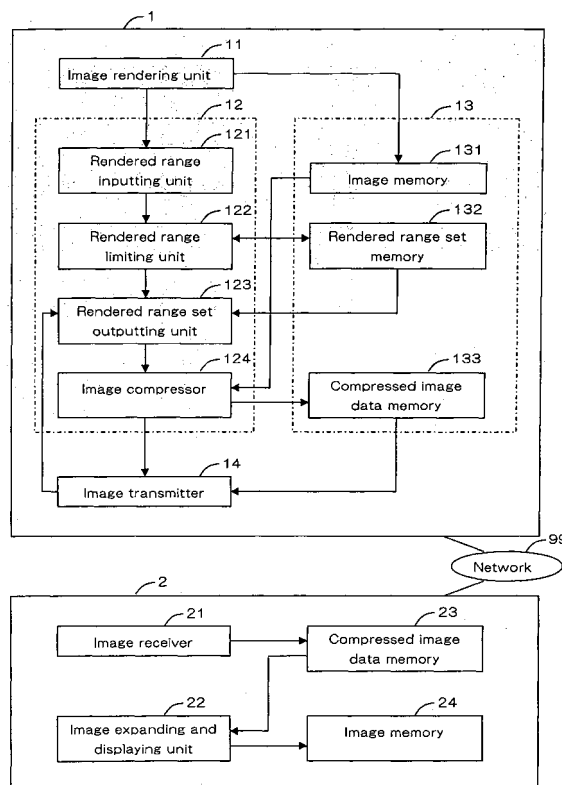 1
11
Image rendering unit
12
13
121
Rendered range
inputting unit
131
Image memory
122
Rendered range
limiting unit
132
Rendered range set
memory
123
Rendered range set
outputting unit
124
Image compressor
133
Compressed image
data memory
14
Image transmitter
99
Network
2
21
Image receiver
23
Compressed image
data memory
22
Image expanding and
displaying unit
24
Image memory